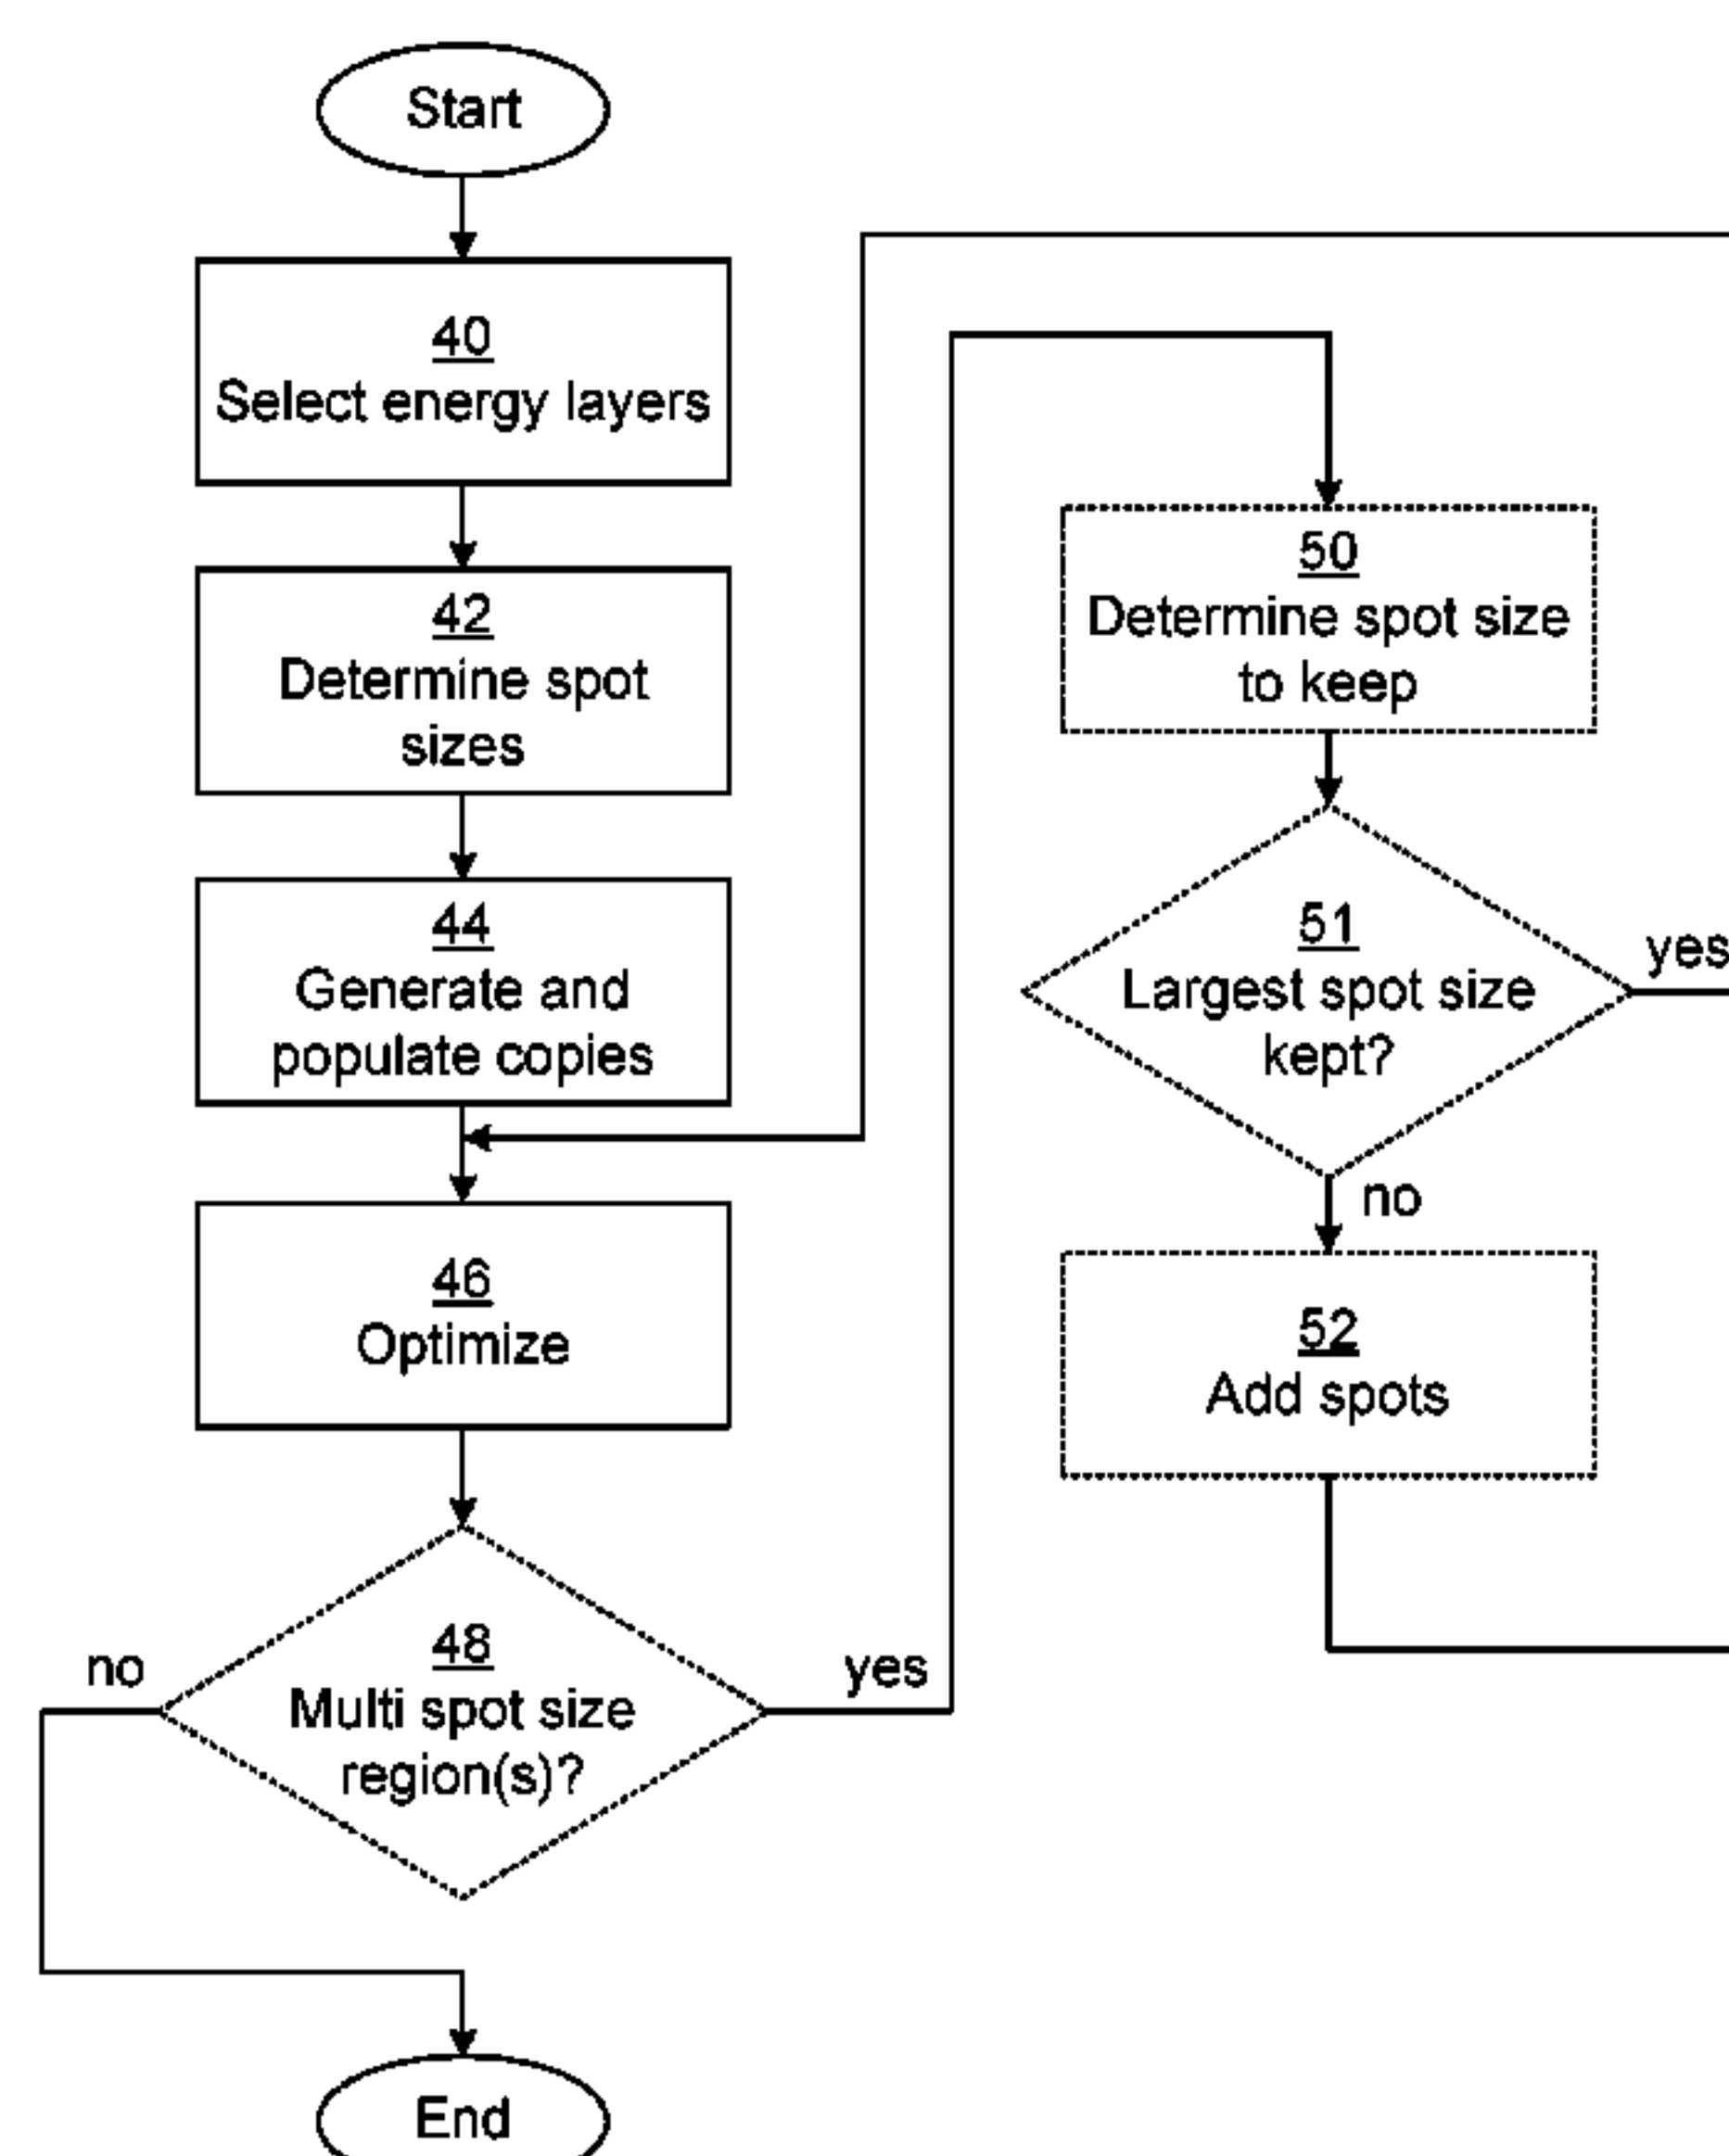 Start
40
Select energy layers
42
Determine spot
sizes
44
Generate and
populate copies
46
Optimize
48
Multi spot size
region(s)?
no
yes
End
50
Determine spot size
to keep
51
Largest spot size
kept?
yes
no
52
Add spots